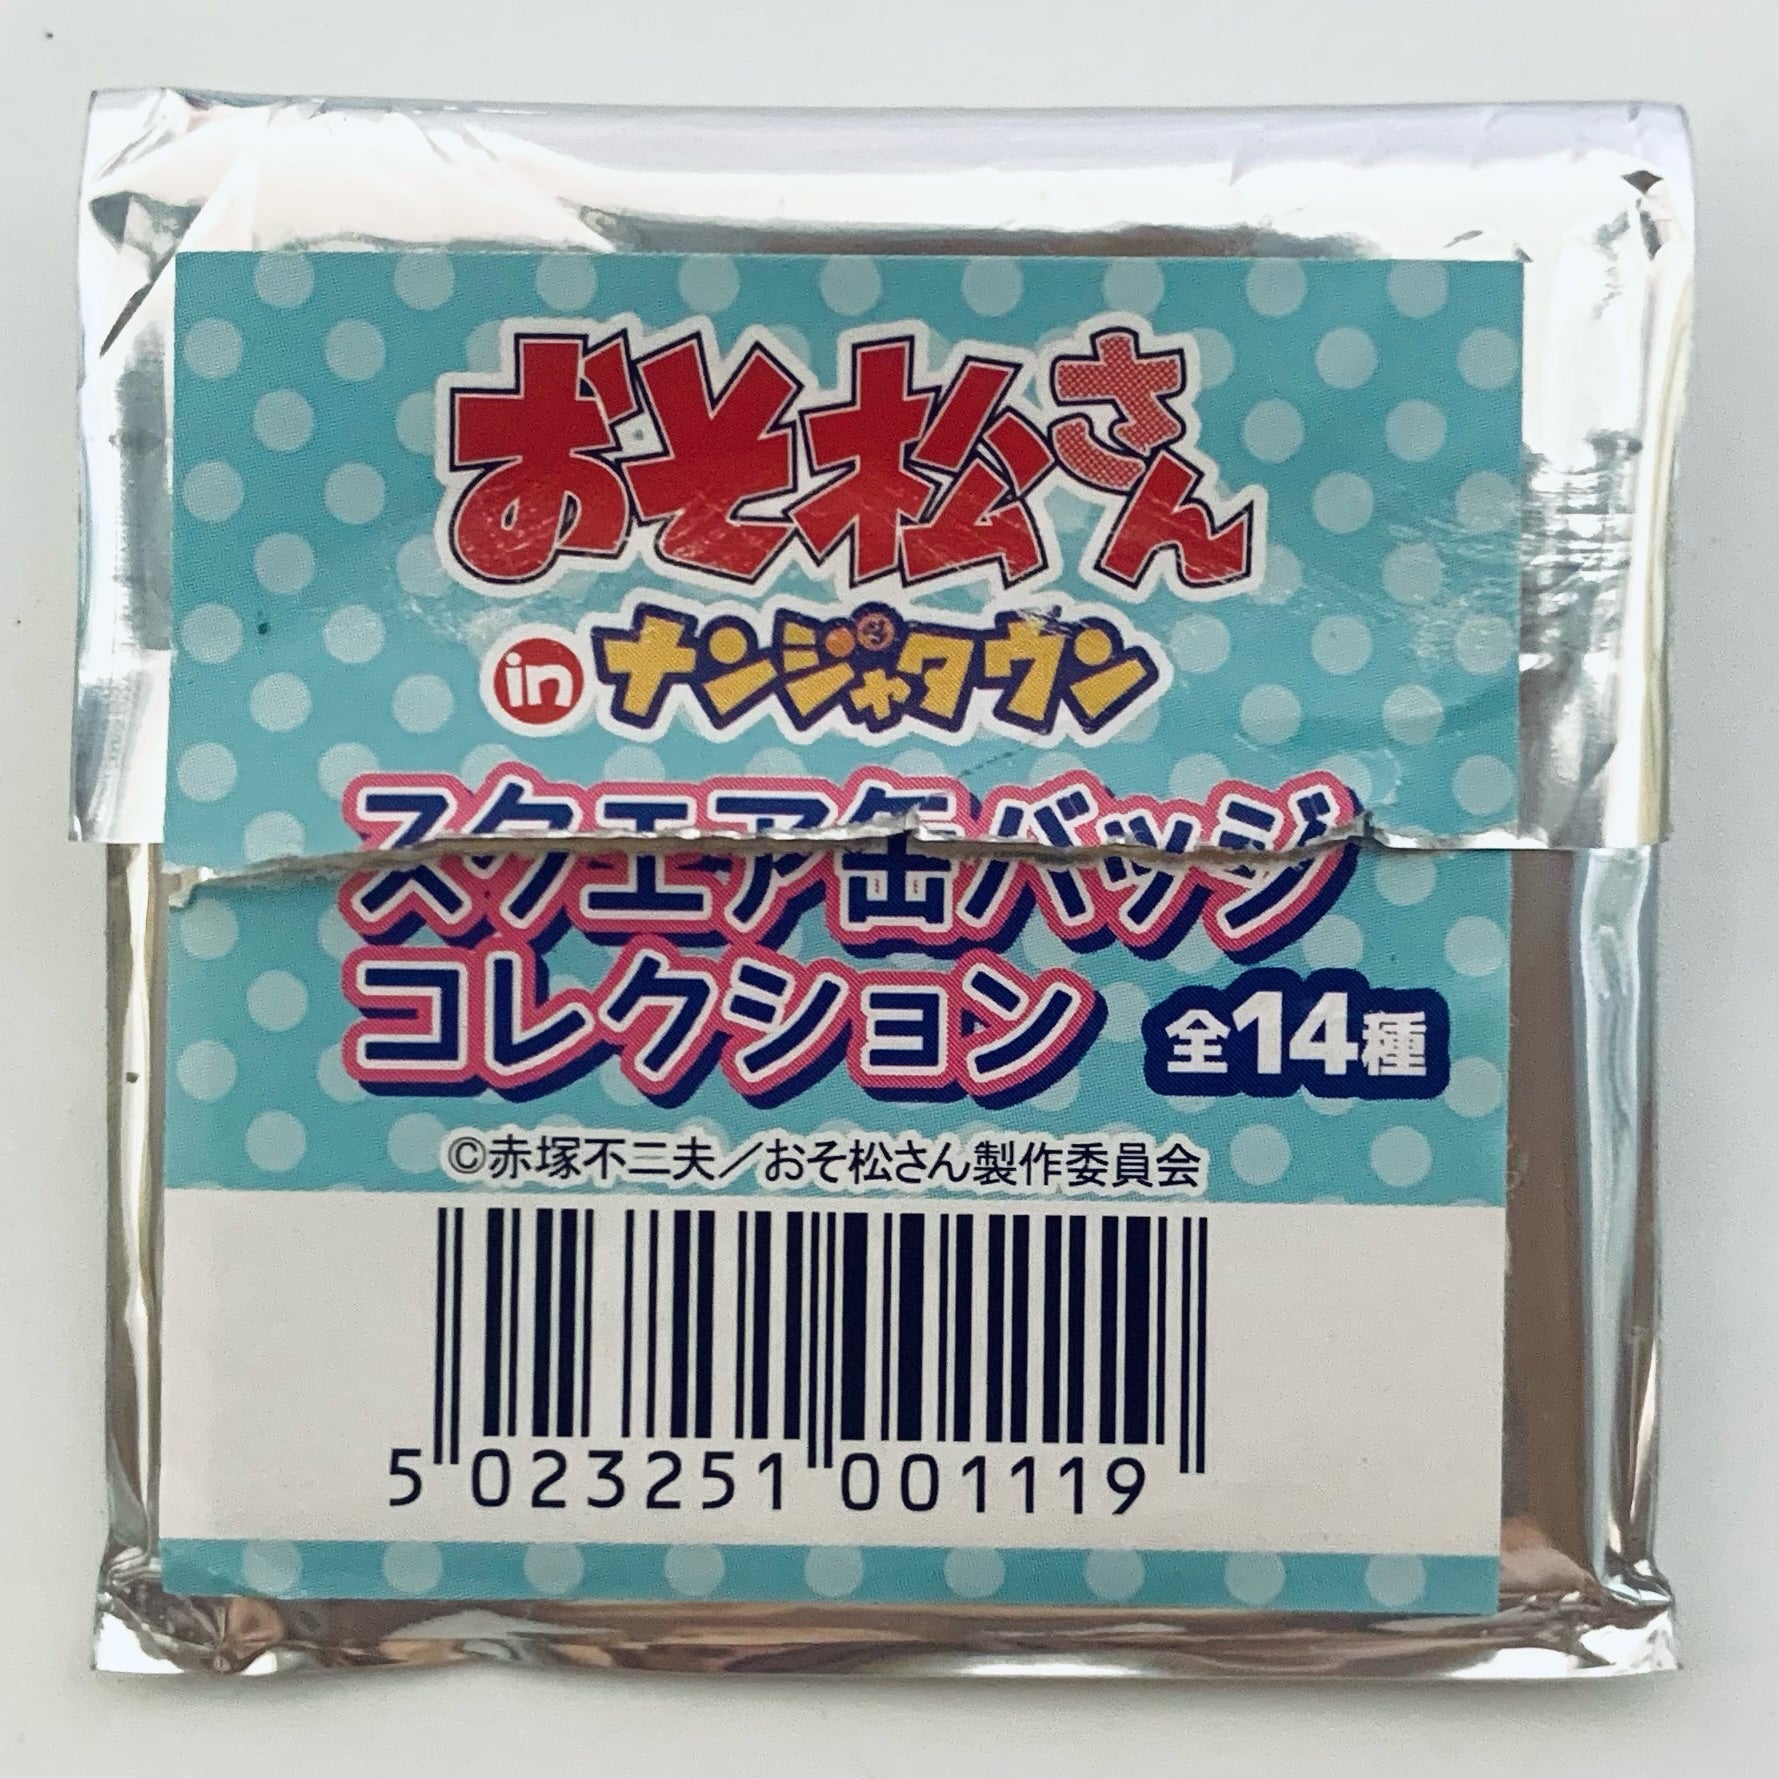 おそ松さん
in ナンジャタウン
スクエア缶バッジ
コレクション 全14種
©赤塚不二夫／おそ松さん製作委員会
5 023251 001119